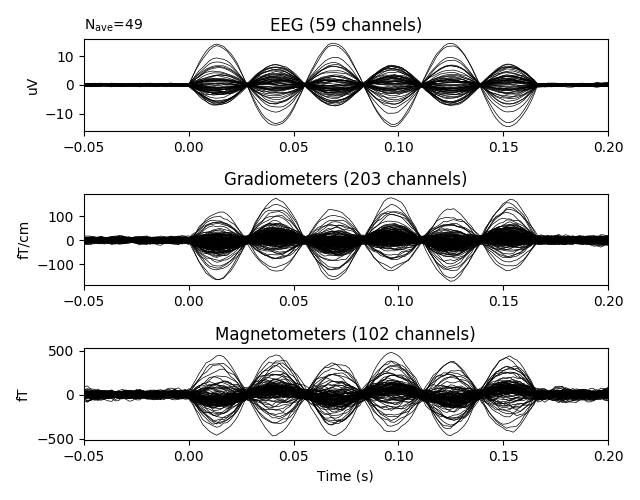 Nave=49
EEG (59 channels)
10
0
−10
uV
−0.05 0.00 0.05 0.10 0.15 0.20
Gradiometers (203 channels)
100
0
−100
fT/cm
−0.05 0.00 0.05 0.10 0.15 0.20
Magnetometers (102 channels)
500
0
−500
fT
−0.05 0.00 0.05 0.10 0.15 0.20
Time (s)